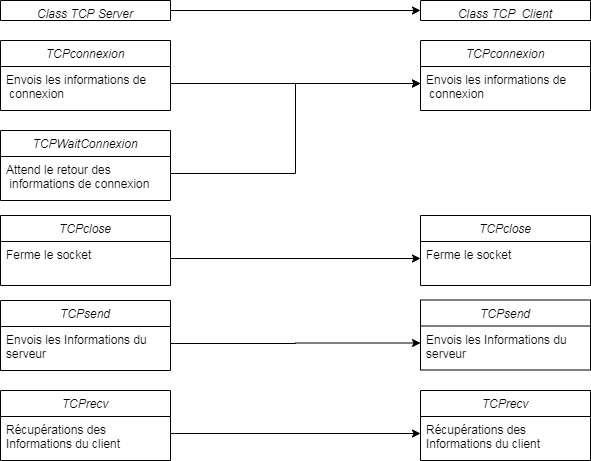 Class TCP Server
Class TCP Client
TCPconnexion
Envois les informations de
connexion
TCPconnexion
Envois les informations de
connexion
TCPWaitConnexion
Attend le retour des
informations de connexion
TCPclose
Ferme le socket
TCPclose
Ferme le socket
TCPsend
Envois les Informations du
serveur
TCPsend
Envois les Informations du
serveur
TCPrecv
Récupérations des
Informations du client
TCPrecv
Récupérations des
Informations du client